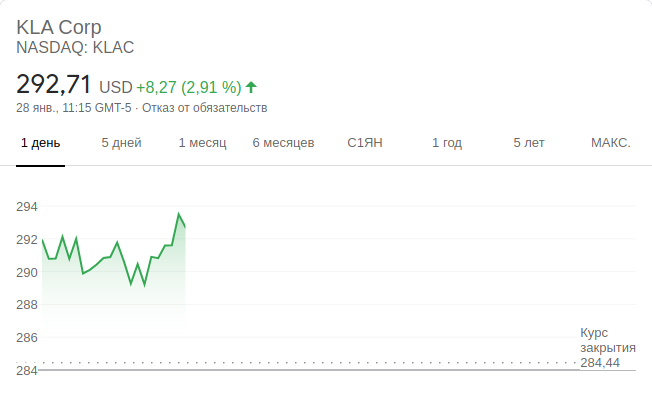 KLA Corp
NASDAQ: KLAC
292,71 USD +8,27 (2,91 %)
28 янв., 11:15 GMT-5 · Отказ от обязательств
1 день 5 дней 1 месяц 6 месяцев С1ЯН 1 год 5 лет МАКС.
294
292
290
288
286
284
Курс
закрытия
284,44